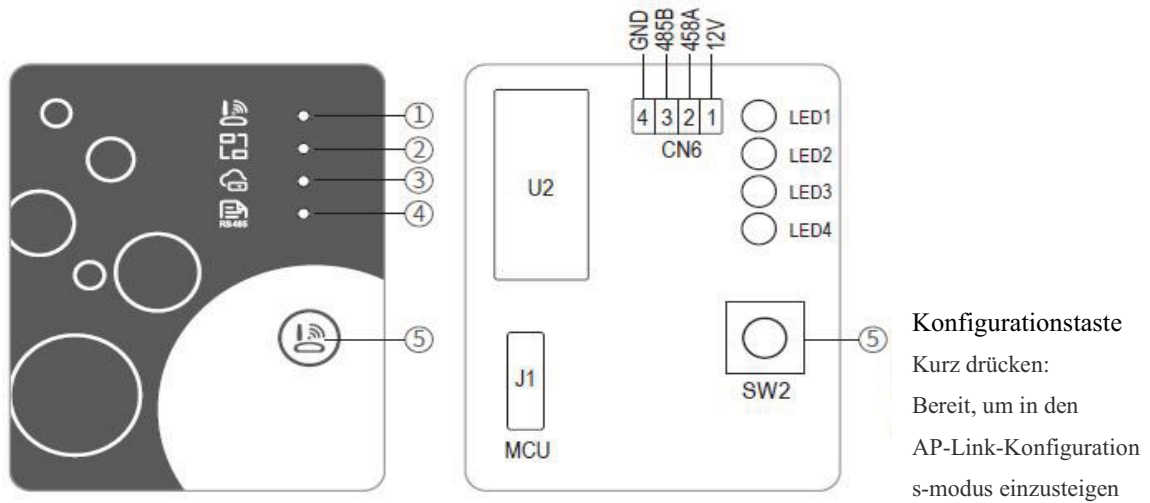 GND
485B
458A
12V
①
②
③
④
RS485
⑤
4 3 2 1
CN6
LED1
LED2
LED3
LED4
U2
J1
MCU
SW2
⑤
Konfigurationstaste
Kurz drücken:
Bereit, um in den
AP-Link-Konfiguration
s-modus einzusteigen